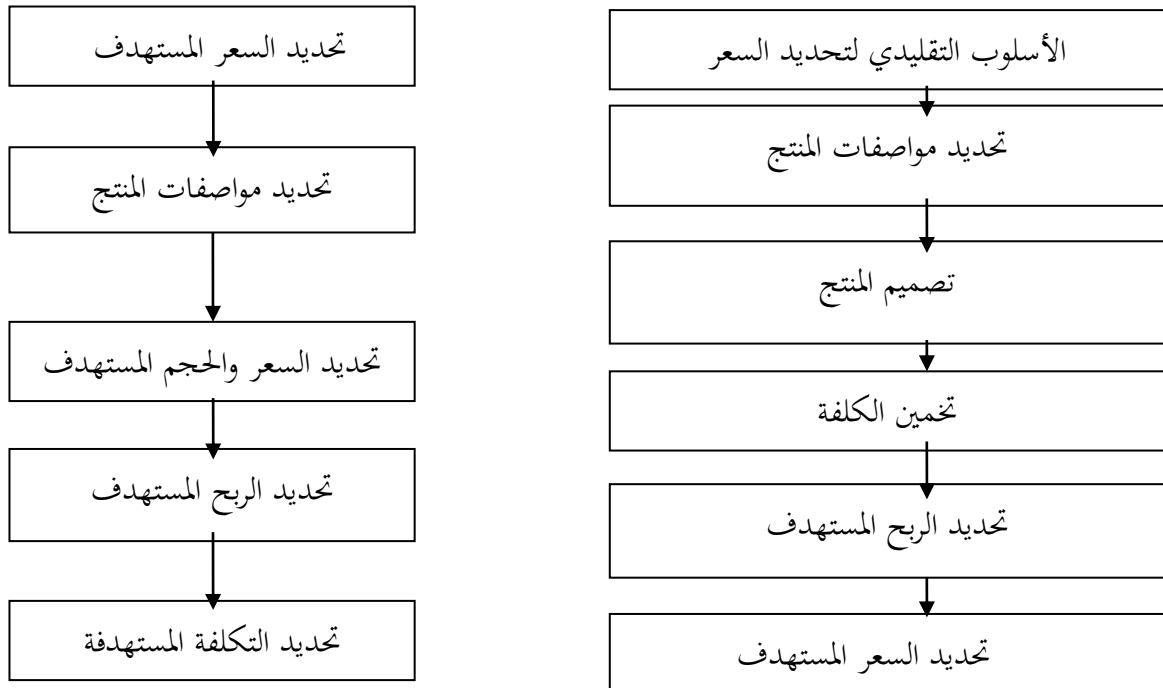 الأسلوب التقليدي لتحديد السعر
تحديد مواصفات المنتج
تصميم المنتج
تخمين الكلفة
تحديد الربح المستهدف
تحديد السعر المستهدف
تحديد السعر المستهدف
تحديد مواصفات المنتج
تحديد السعر والحجم المستهدف
تحديد الربح المستهدف
تحديد التكلفة المستهدفة